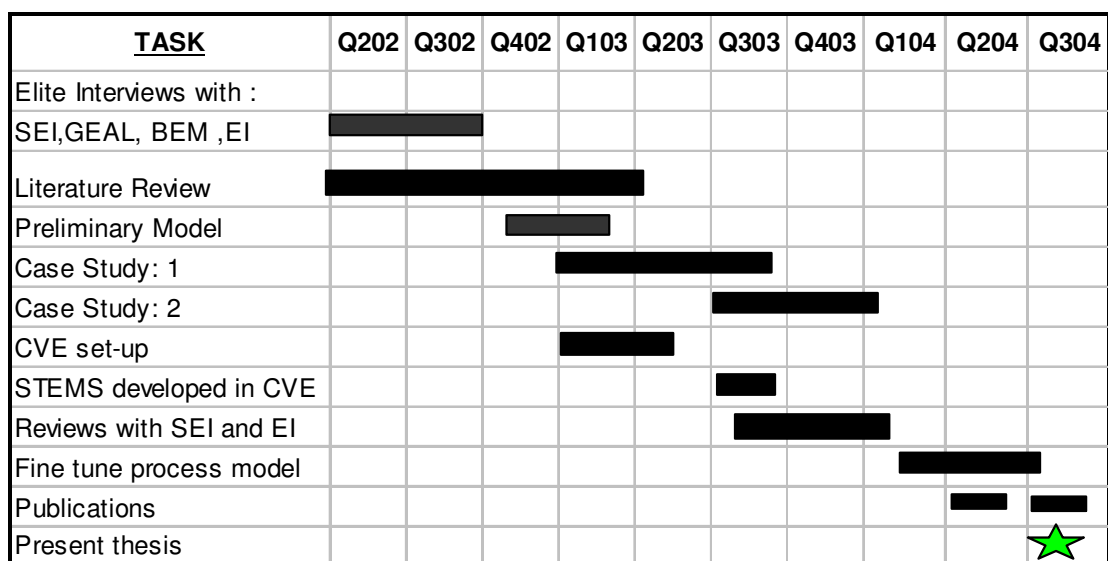 TASK Q202 Q302 Q402 Q103 Q203 Q303 Q403 Q104 Q204 Q304
Elite Interviews with :
SEI,GEAL, BEM ,EI
Literature Review
Preliminary Model
Case Study: 1
Case Study: 2
CVE set-up
STEMS developed in CVE
Reviews with SEI and EI
Fine tune process model
Publications
Present thesis